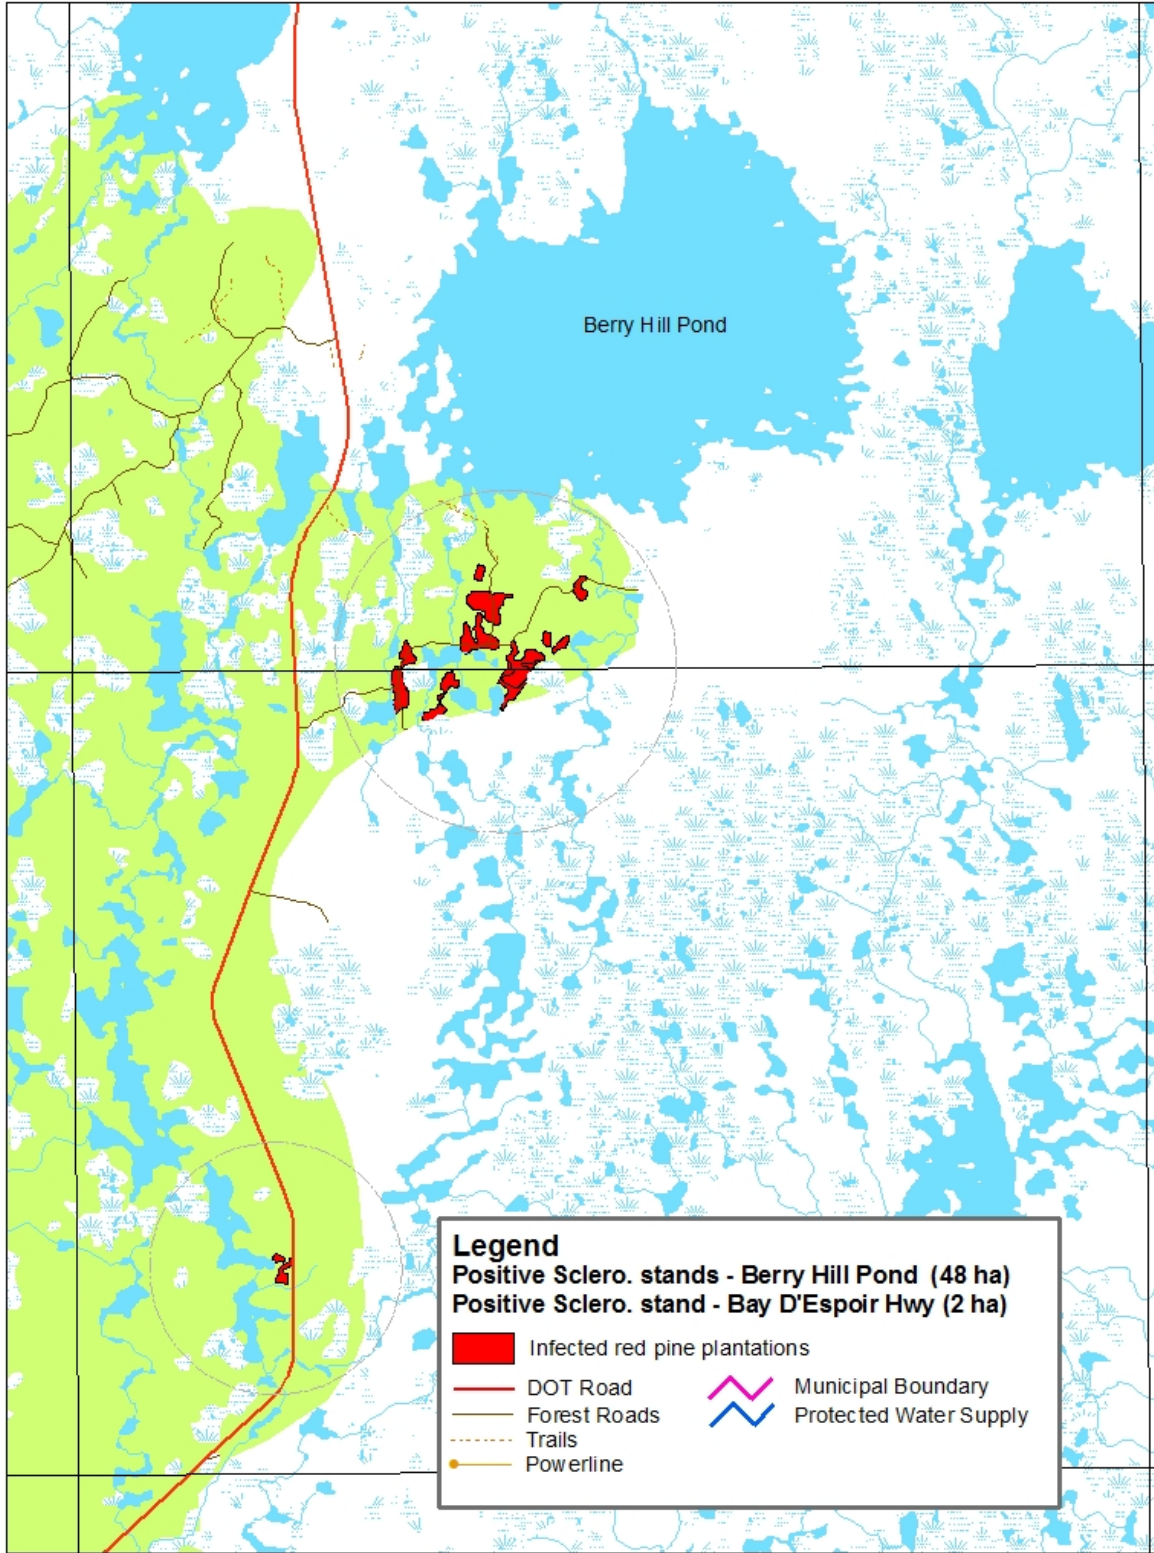 Berry Hill Pond
Legend
Positive Sclero. stands - Berry Hill Pond (48 ha)
Positive Sclero. stand - Bay D'Espoir Hwy (2 ha)
Infected red pine plantations
DOT Road
Municipal Boundary
Forest Roads
Protected Water Supply
Trails
Powerline